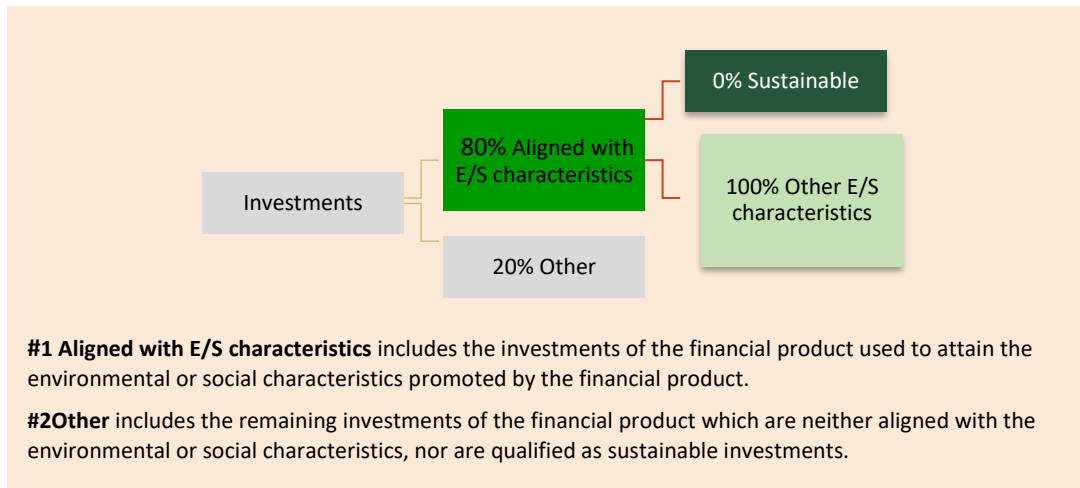 0% Sustainable
80% Aligned with
E/S characteristics
100% Other E/S
characteristics
Investments
20% Other
#1 Aligned with E/S characteristics includes the investments of the financial product used to attain the
environmental or social characteristics promoted by the financial product.
#2Other includes the remaining investments of the financial product which are neither aligned with the
environmental or social characteristics, nor are qualified as sustainable investments.